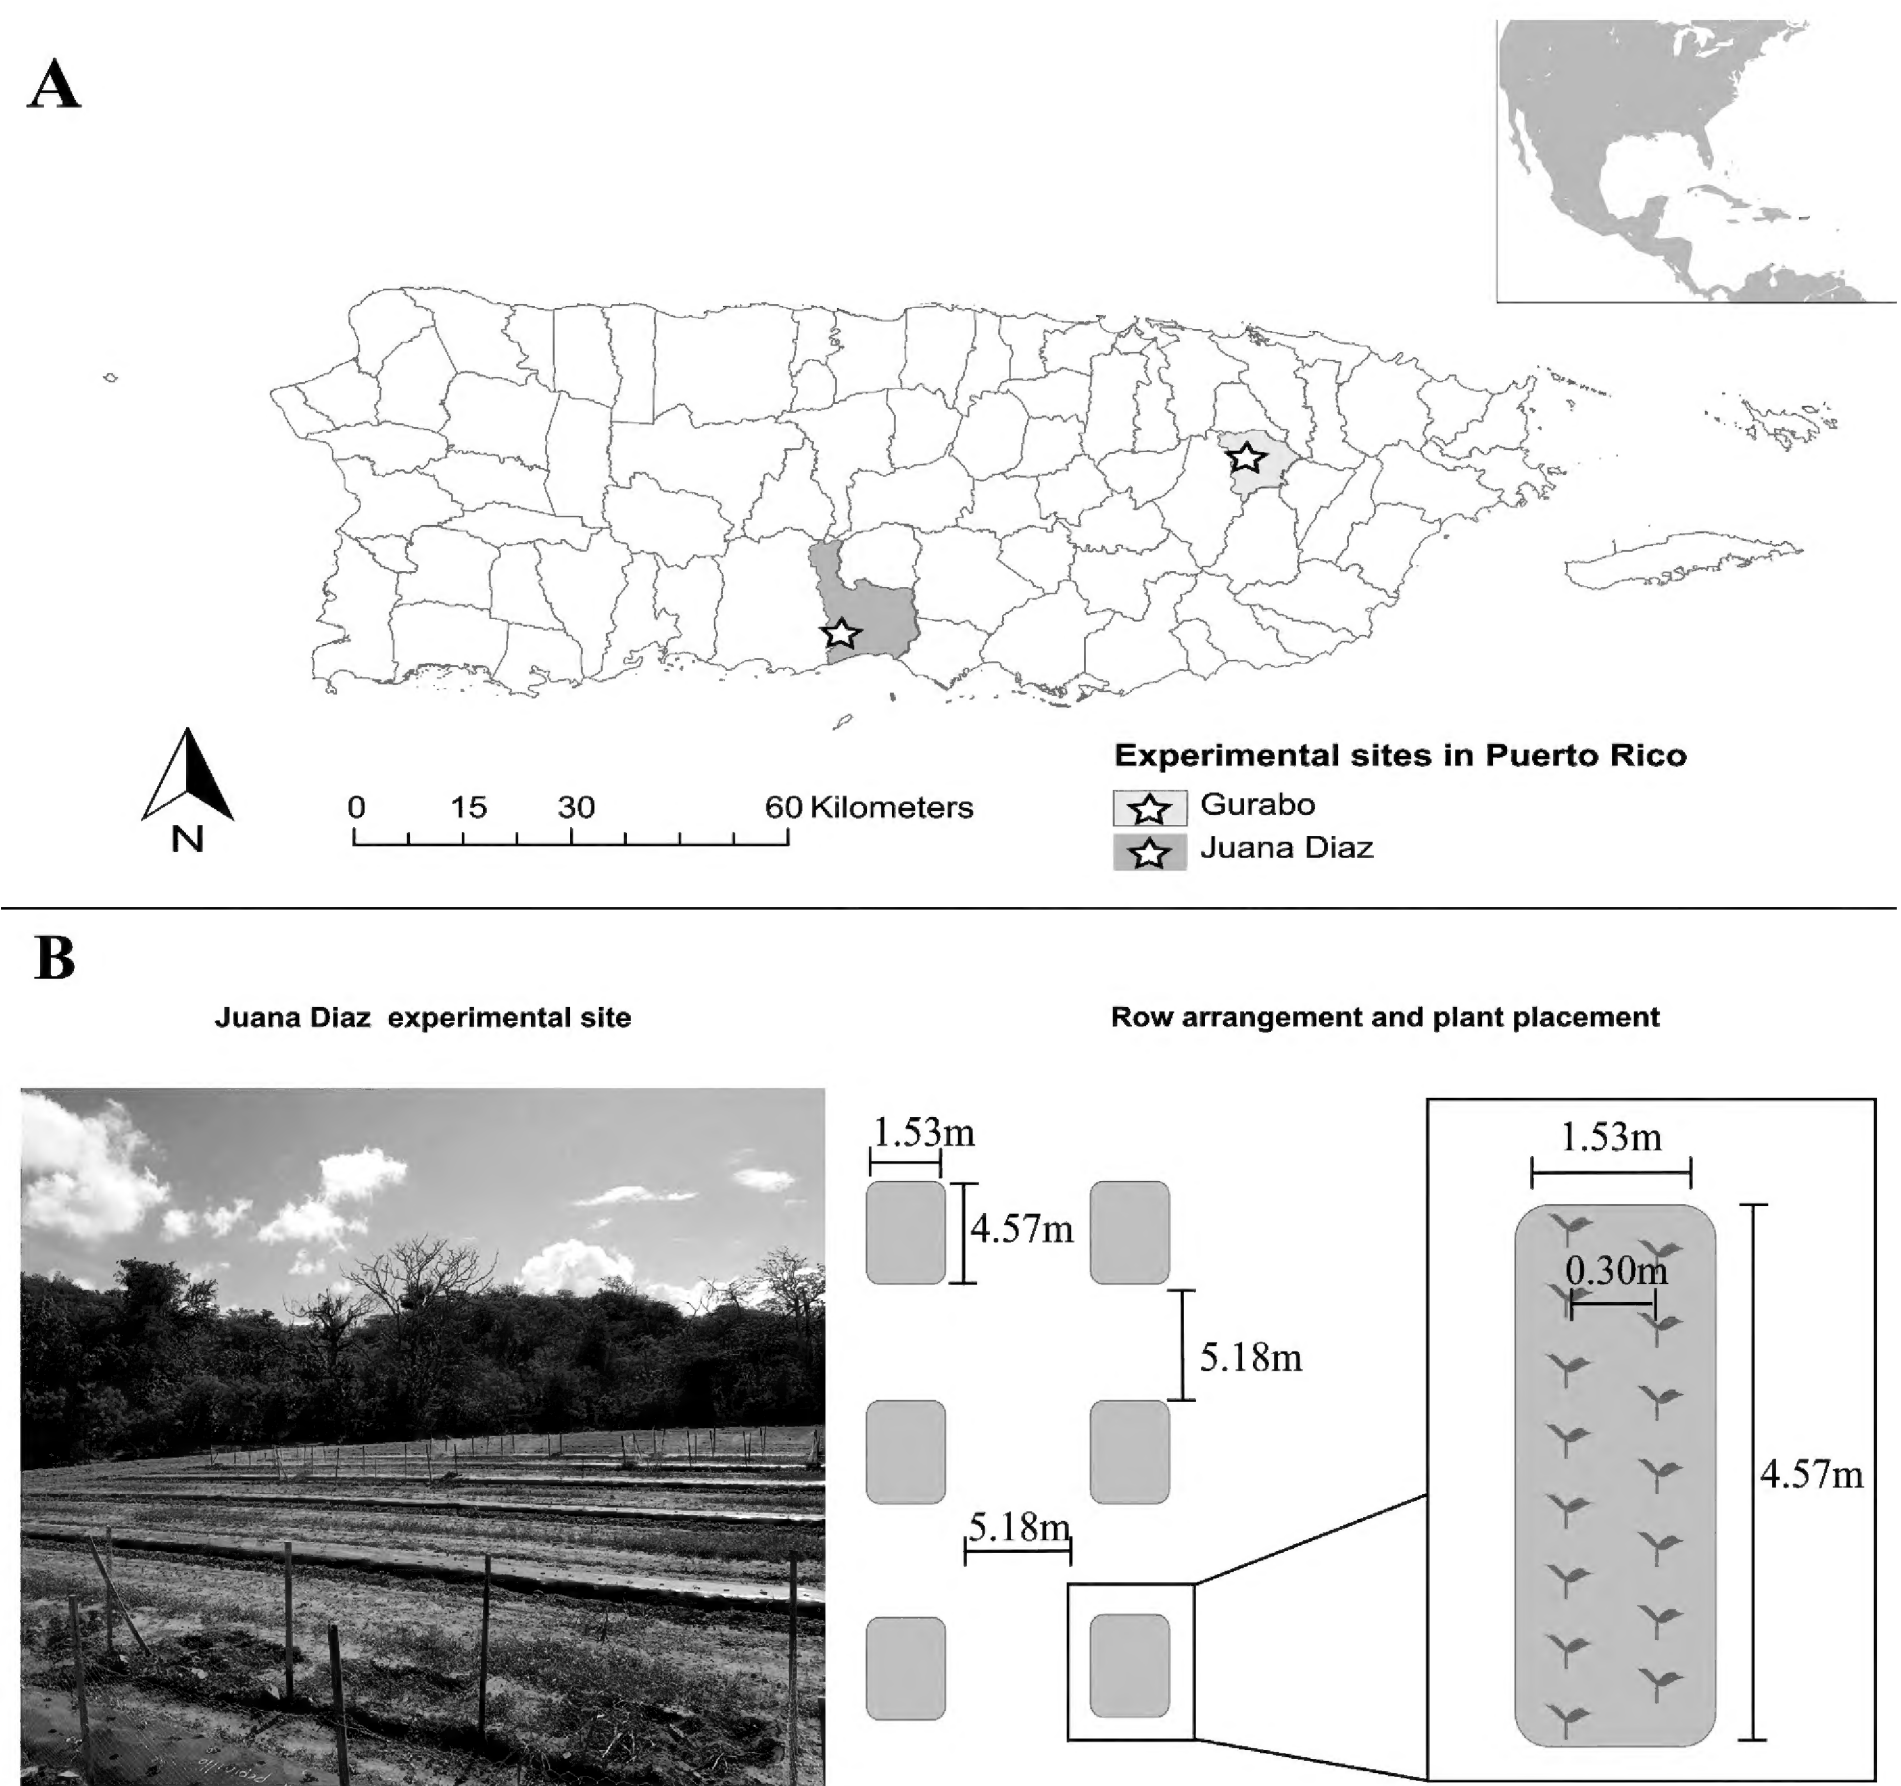 A
Experimental sites in Puerto Rico
0 15 30 60 Kilometers
Gurabo
N
Juana Diaz
B
Juana Diaz experimental site
Row arrangement and plant placement
1.53m
1.53m
4.57m
0.30m
5.18m
4.57m
5.18m